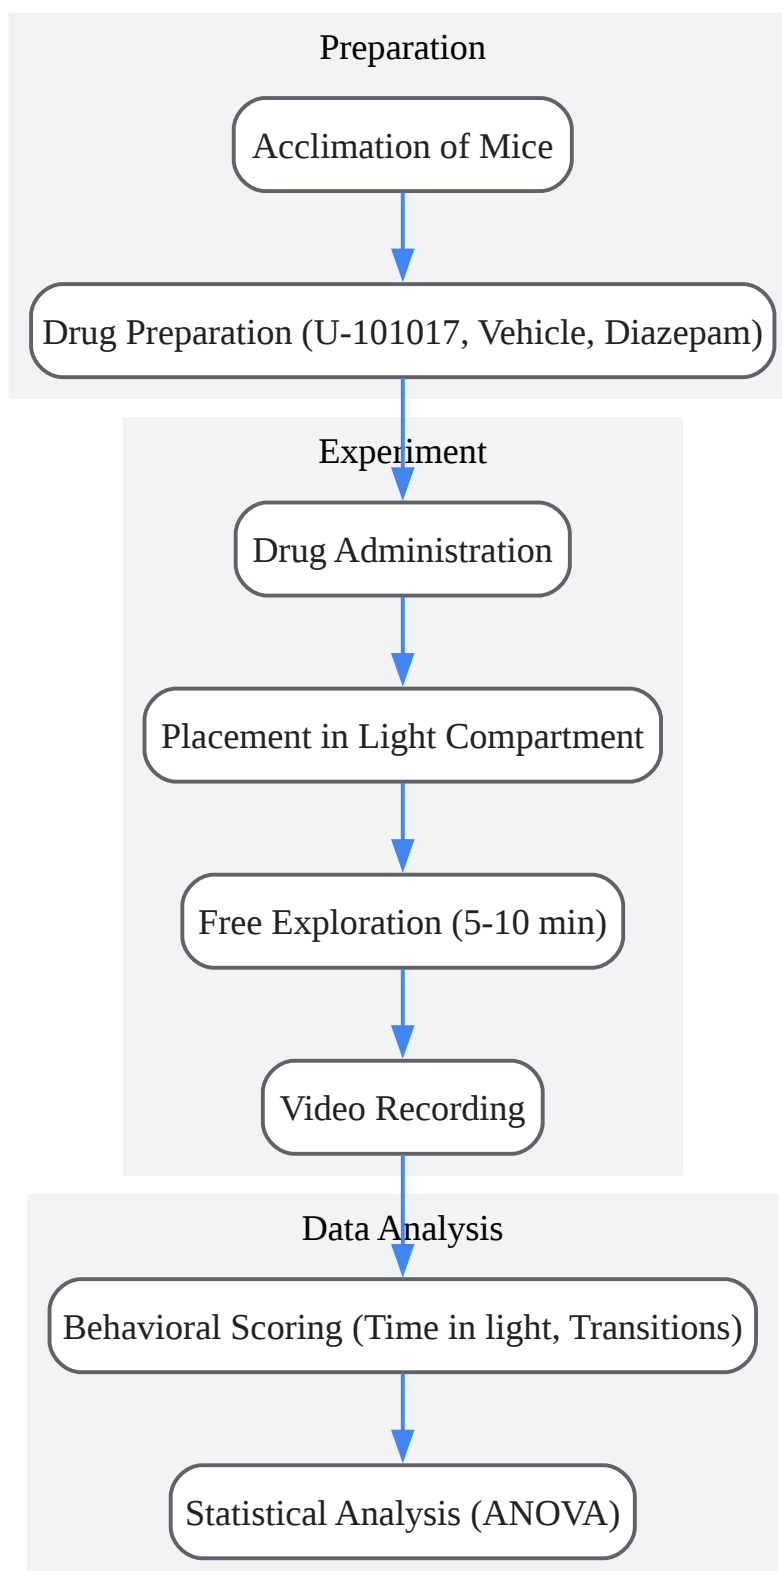 Preparation
Acclimation of Mice
Drug Preparation (U-101017, Vehicle, Diazepam)
Experiment
Drug Administration
Placement in Light Compartment
Free Exploration (5-10 min)
Video Recording
Data Analysis
Behavioral Scoring (Time in light, Transitions)
Statistical Analysis (ANOVA)